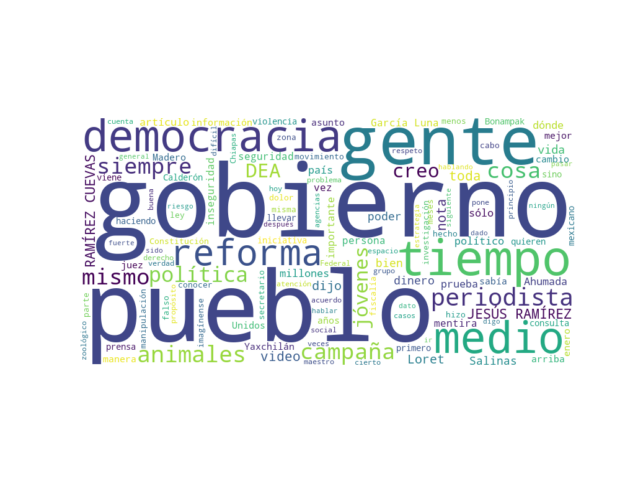 cuenta
artículo
información
violencia
asunto
García Luna
menos
Bonampak
dónde
democracia
gente
difícil
Chiapas
zona
respeto
cabo
mejor
general
Madero
seguridad
movimiento
vida
siempre
DEA
país
creo
hablando
cosa
cambio
pasar
RAMÍREZ CUEVAS
viene
Calderón
inseguridad
problema
toda
sino
gobierno
buena
riesgo
ley
hoy
dolor
misma
después
llevar
agencias
vez
importante
poder
sólo
nota
estrategia
investigación
pone
dado
siguiente
principio
ningún
mexicano
haciendo
fuerte
sido
Constitución
derecho
iniciativa
persona
político
quieren
reforma
tiempo
mismo
juez
política
millones
dijo
jóvenes
bien
grupo
fiscalía
dinero
prueba
sabía
Ahumada
verdad
conocer
secretario
Federal
espacio
hecho
pueblo
periodista
parte
manipulación
falso
propósito
imagínense
atención
acuerdo
años
dato
casos
mentira
hizo
JESÚS RAMÍREZ
Unidos
social
hablar
digo
consulta
medio
enero
zoológico
prensa
manera
animales
Yaxchilán
video
campaña
veces
maestro
cierto
primero
ir
Loret
Salinas
arriba